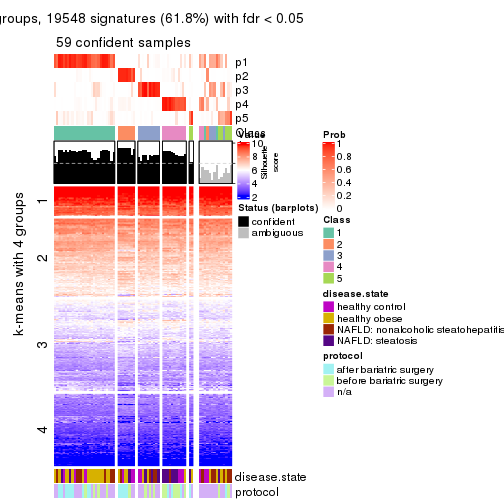 groups, 19548 signatures (61.8%) with fdr < 0.05
59 confident samples
p1
p2
p3
p4
p5
Class
Silhouette
score
1
2
3
4
k-means with 4 groups
disease.state
protocol
Value
10
8
6
4
2
Status (barplots)
confident
ambiguous
Prob
1
0.8
0.6
0.4
0.2
0
Class
1
2
3
4
5
disease.state
healthy control
healthy obese
NAFLD: nonalcoholic steatohepatitis
NAFLD: steatosis
protocol
after bariatric surgery
before bariatric surgery
n/a